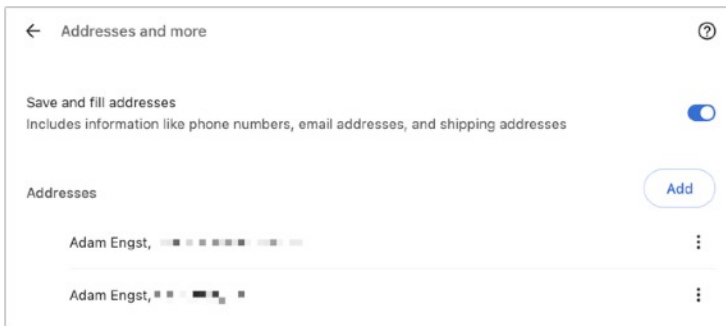 Addresses and more
Save and fill addresses
Includes information like phone numbers, email addresses, and shipping addresses
Addresses
Add
Adam Engst,
Adam Engst,